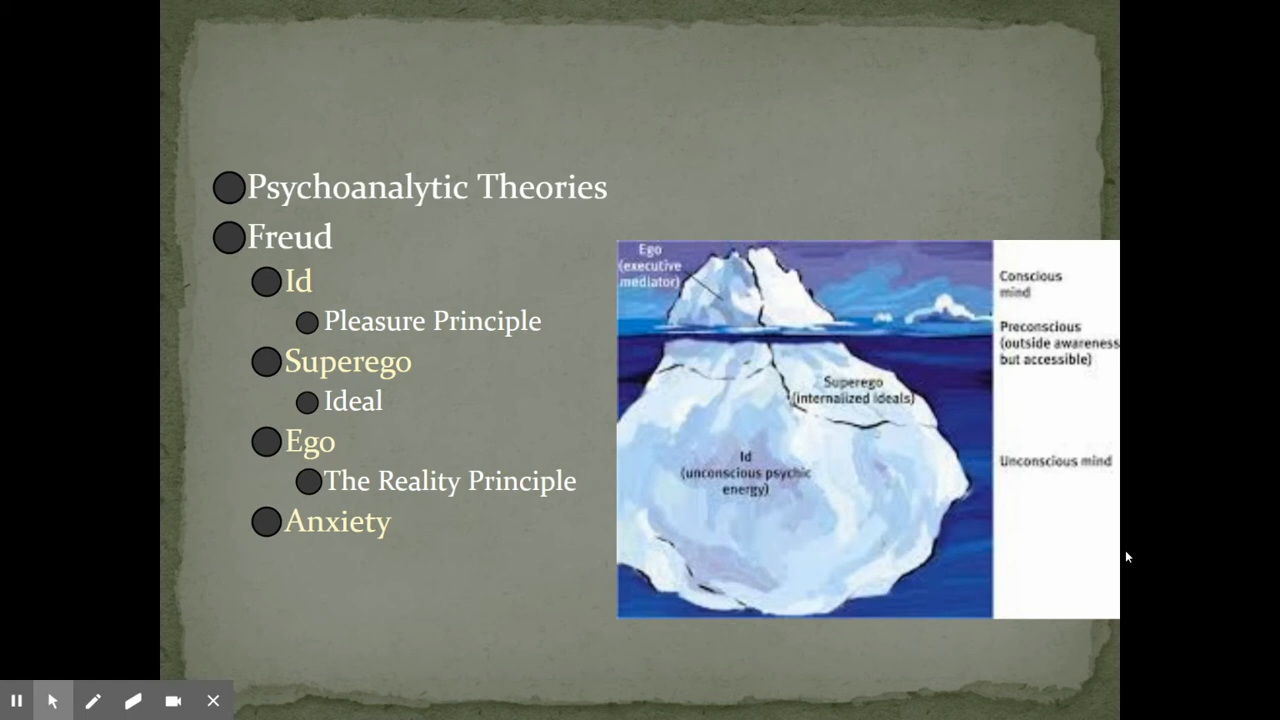 Psychoanalytic Theories
Freud
Id
Pleasure Principle
Superego
Ideal
Ego
The Reality Principle
Anxiety
Ego
(executive
mediator)
Superego
(internalized ideals)
Id
(unconscious psychic
energy)
Conscious
mind
Preconscious
(outside awareness
but accessible)
Unconscious mind